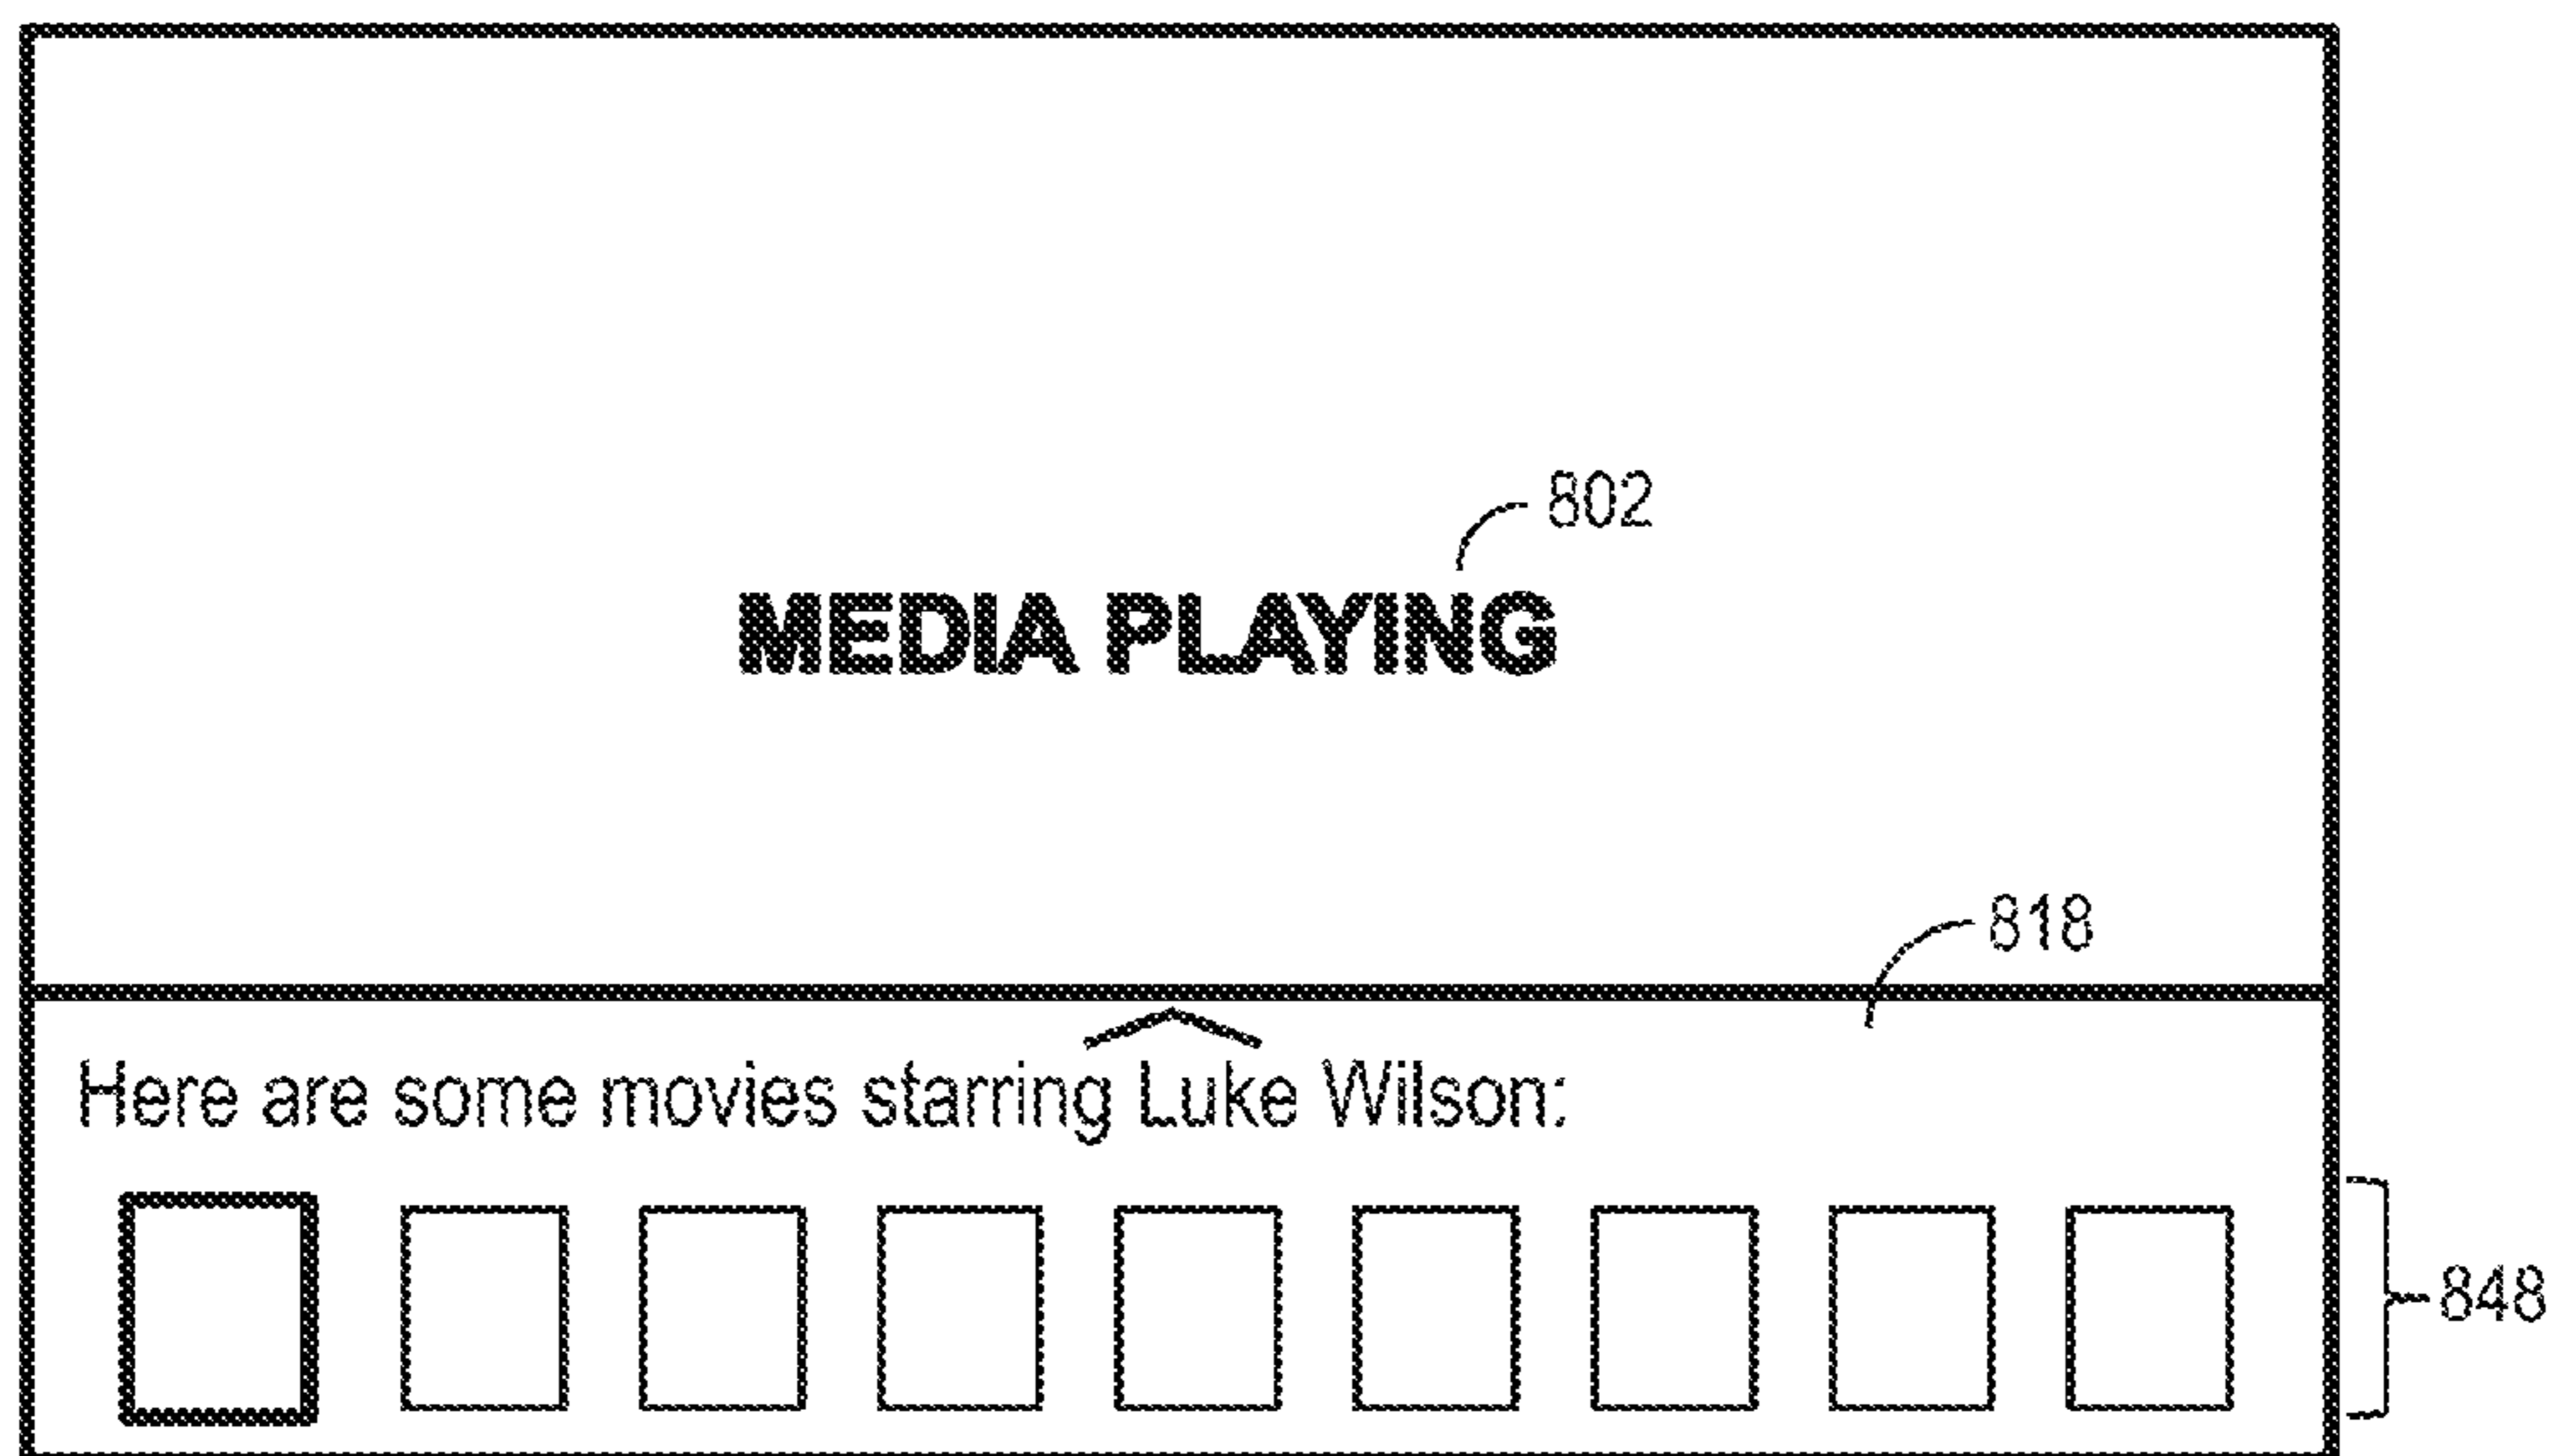 802
MEDIA PLAYING
818
Here are some movies starring Luke Wilson:
848